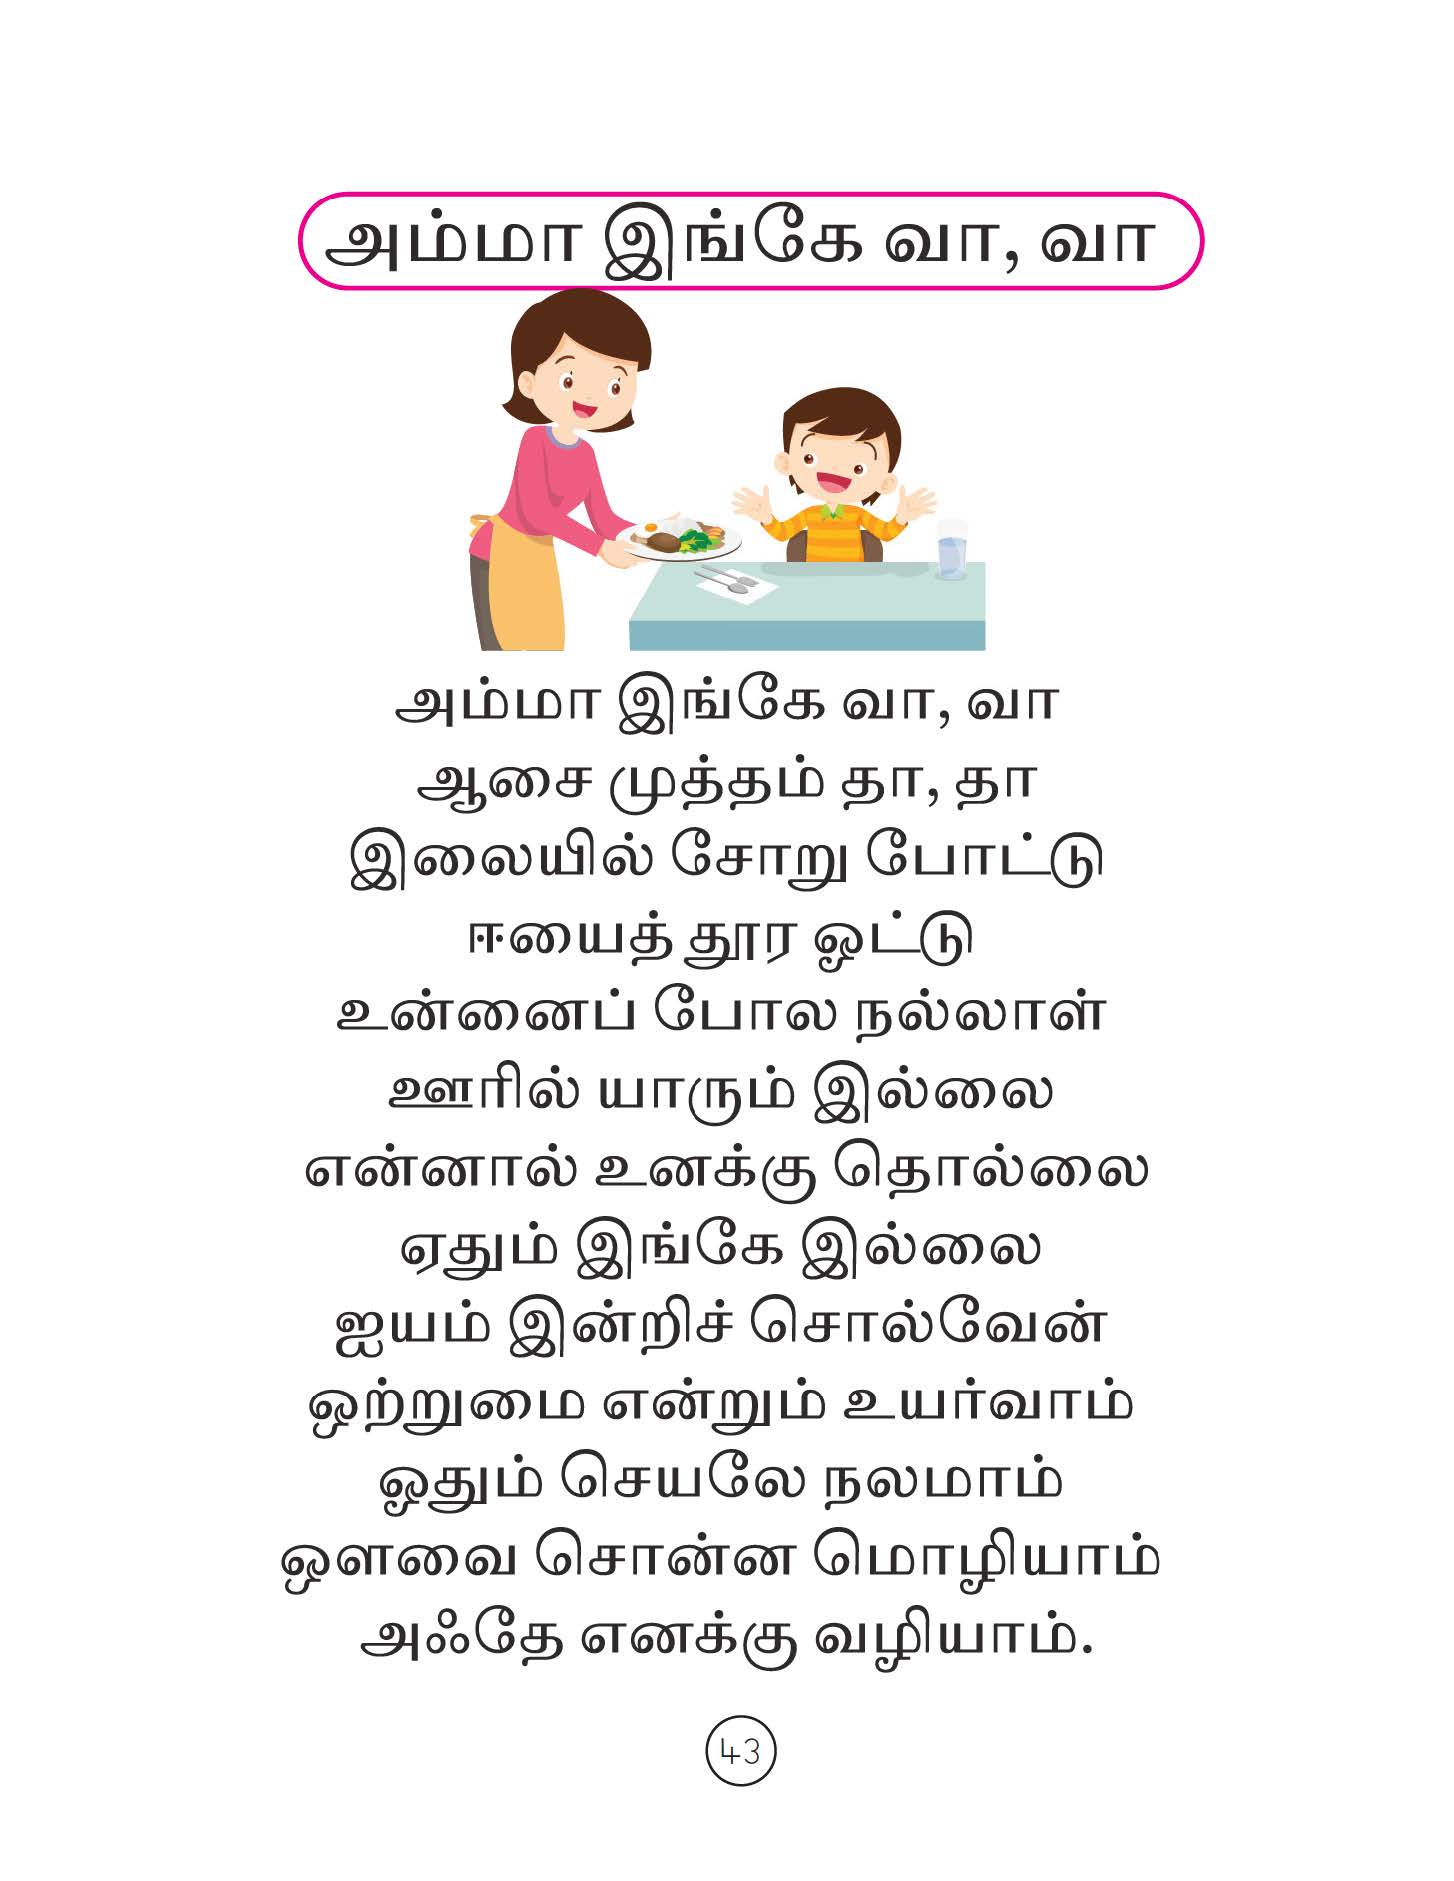 அம்மா இங்கே வா, வா
அம்மா இங்கே வா, வா
ஆசை முத்தம் தா, தா
இலையில் சோறு போட்டு
ஈயைத் தூர ஓட்டு
உன்னைப் போல நல்லாள்
ஊரில் யாரும் இல்லை
என்னால் உனக்கு தொல்லை
ஏதும் இங்கே இல்லை
ஐயம் இன்றிச் சொல்வேன்
ஒற்றுமை என்றும் உயர்வாம்
ஓதும் செயலே நலமாம்
ஒளவை சொன்ன மொழியாம்
அஃதே எனக்கு வழியாம்.
43